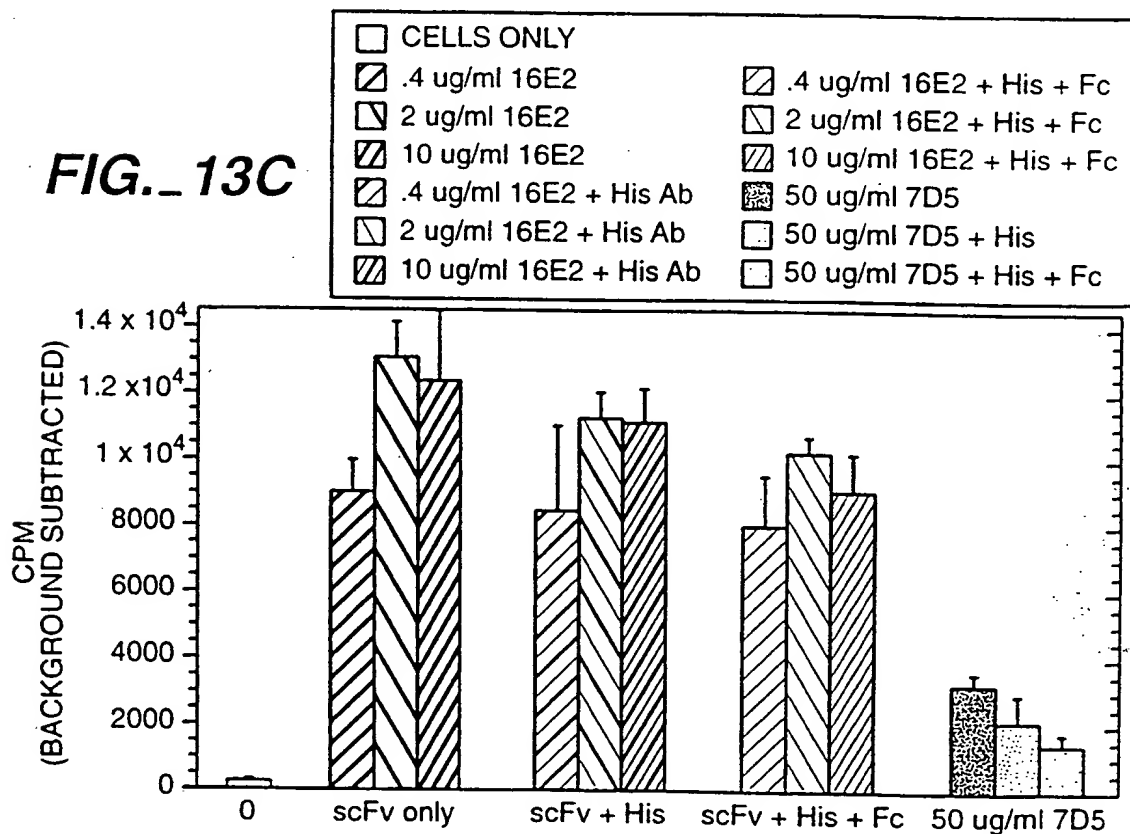 FIG._13C
CELLS ONLY
.4 ug/ml 16E2
2 ug/ml 16E2
10 ug/ml 16E2
.4 ug/ml 16E2 + His Ab
2 ug/ml 16E2 + His Ab
10 ug/ml 16E2 + His Ab
.4 ug/ml 16E2 + His + Fc
2 ug/ml 16E2 + His + Fc
10 ug/ml 16E2 + His + Fc
50 ug/ml 7D5
50 ug/ml 7D5 + His
50 ug/ml 7D5 + His + Fc
CPM
(BACKGROUND SUBTRACTED)
1.4 x 10⁴
1.2 x10⁴
1 x 10⁴
8000
6000
4000
2000
0
0
scFv only
scFv + His
scFv + His + Fc
50 ug/ml 7D5